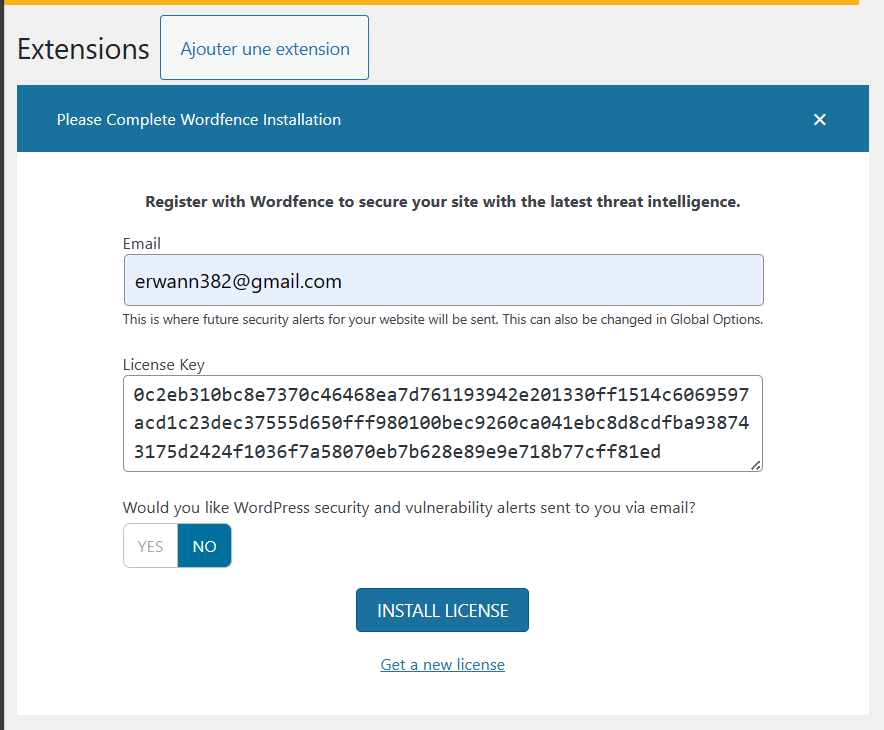 Extensions
Ajouter une extension
Please Complete Wordfence Installation
Register with Wordfence to secure your site with the latest threat intelligence.
Email
erwann382@gmail.com
This is where future security alerts for your website will be sent. This can also be changed in Global Options.
License Key
0c2eb310bc8e7370c46468ea7d761193942e201330ff1514c6069597
acd1c23dec37555d650fff980100bec9260ca041ebc8d8cdfba93874
3175d2424f1036f7a58070eb7b628e89e9e718b77cff81ed
Would you like WordPress security and vulnerability alerts sent to you via email?
YES NO
INSTALL LICENSE
Get a new license